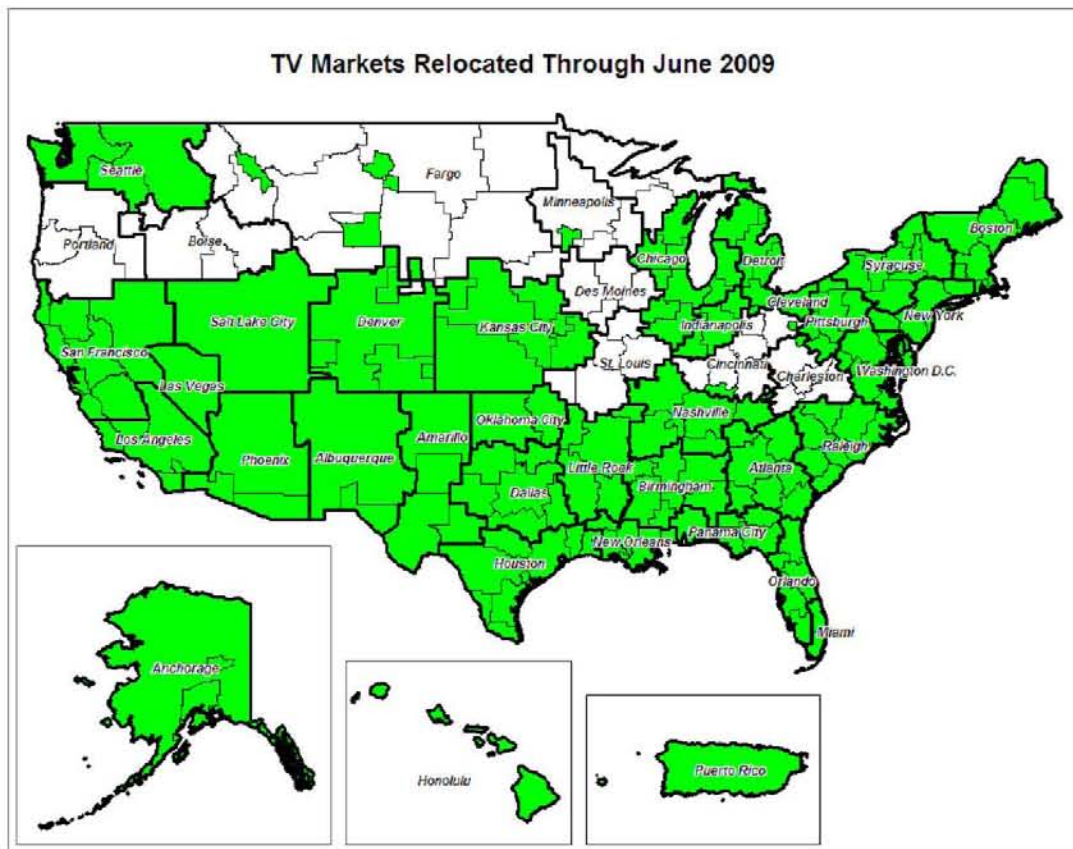 TV Markets Relocated Through June 2009
Seattle
Fargo
Minneapolis
Portland
Boise
Boston
Syracuse
Chicago
Detroit
Des Moines
Cleveland
New York
Salt Lake City
Denver
Kansas City
Indianapolis
Pittsburgh
San Francisco
St. Louis
Cincinnati
Charleston
Washington D.C.
Las Vegas
Nashville
Oklahoma City
Los Angeles
Phoenix
Albuquerque
Amarillo
Raleigh
Little Rock
Atlanta
Dallas
Birmingham
Panama City
New Orleans
Houston
Orlando
Miami
Anchorage
Honolulu
Puerto Rico